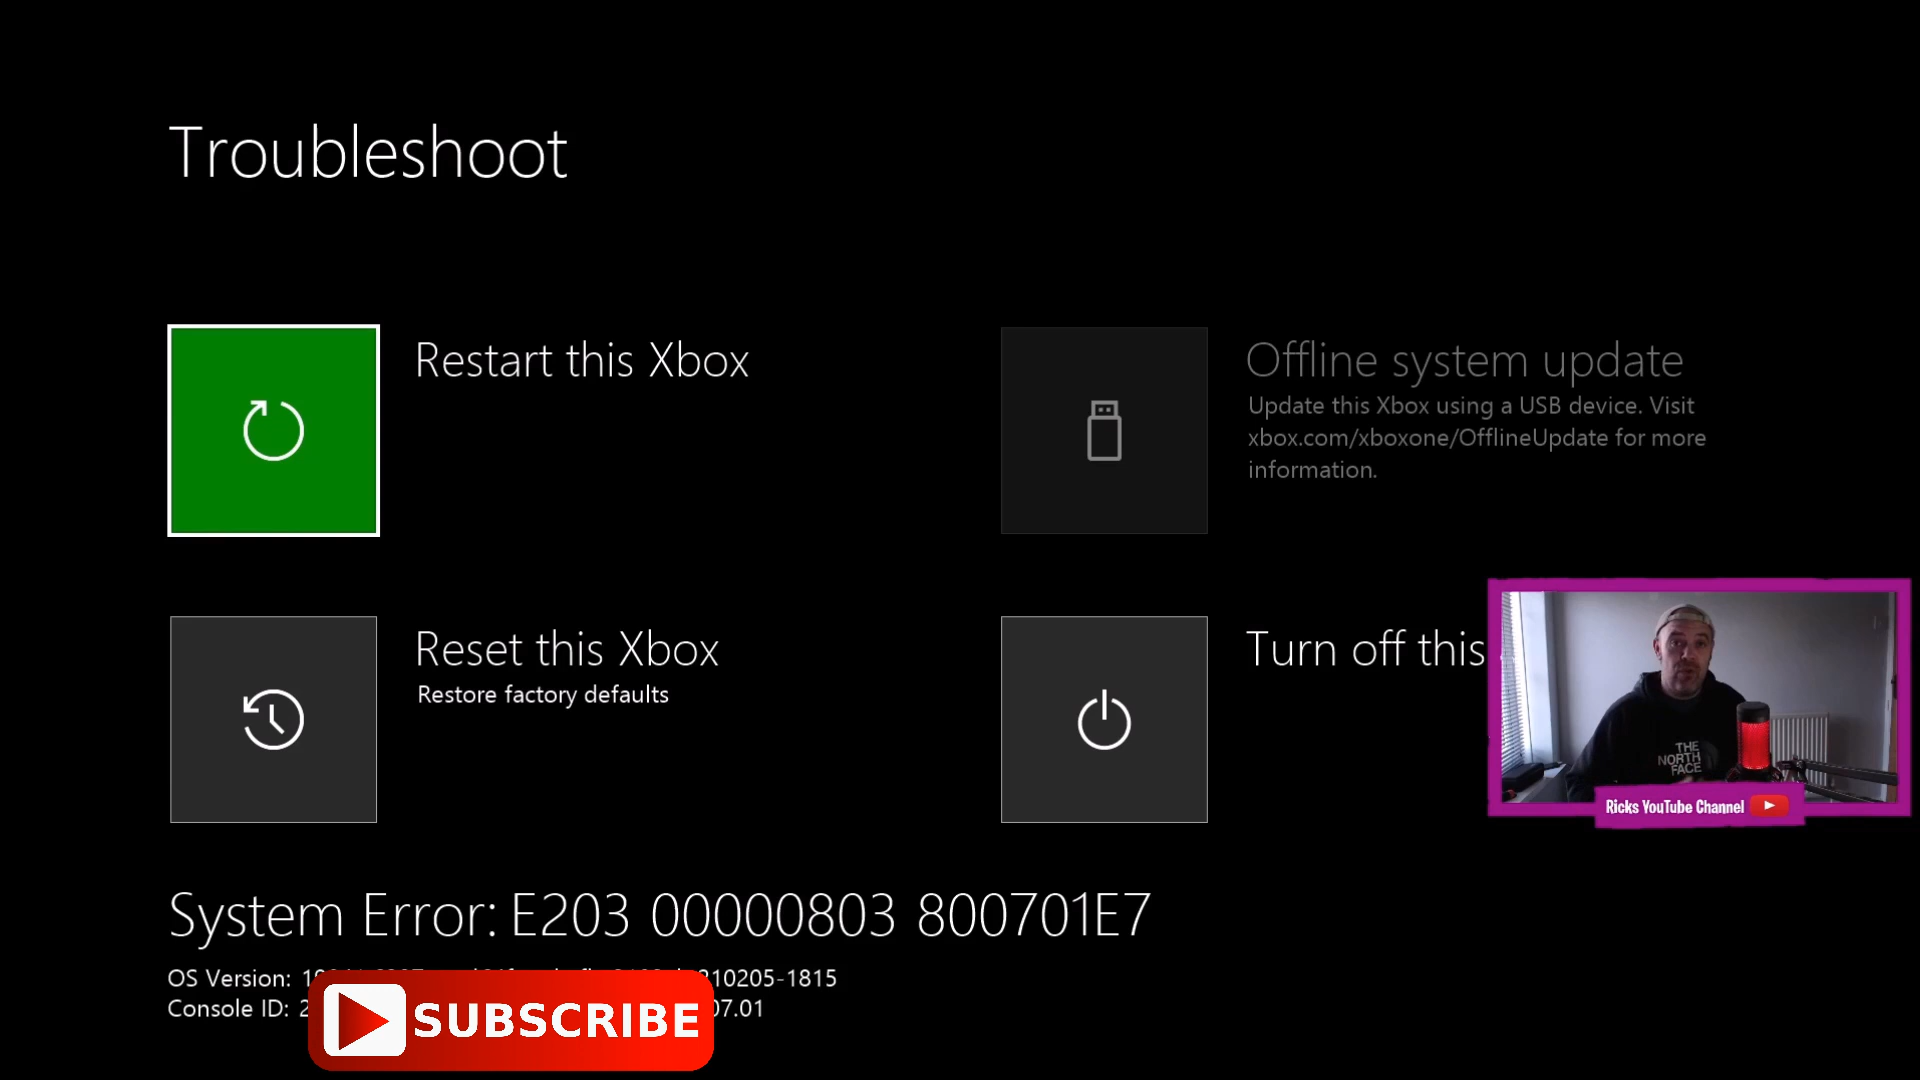 Troubleshoot
Restart this Xbox
Offline system update
Update this Xbox using a USB device. Visit
xbox.com/xboxone/OfflineUpdate for more
information.
Reset this Xbox
Restore factory defaults
Turn off this
THE
NORTH
FACE
Ricks YouTube Channel
System Error: E203 00000803 800701E7
OS Version:
10205-1815
Console ID:
07.01
SUBSCRIBE